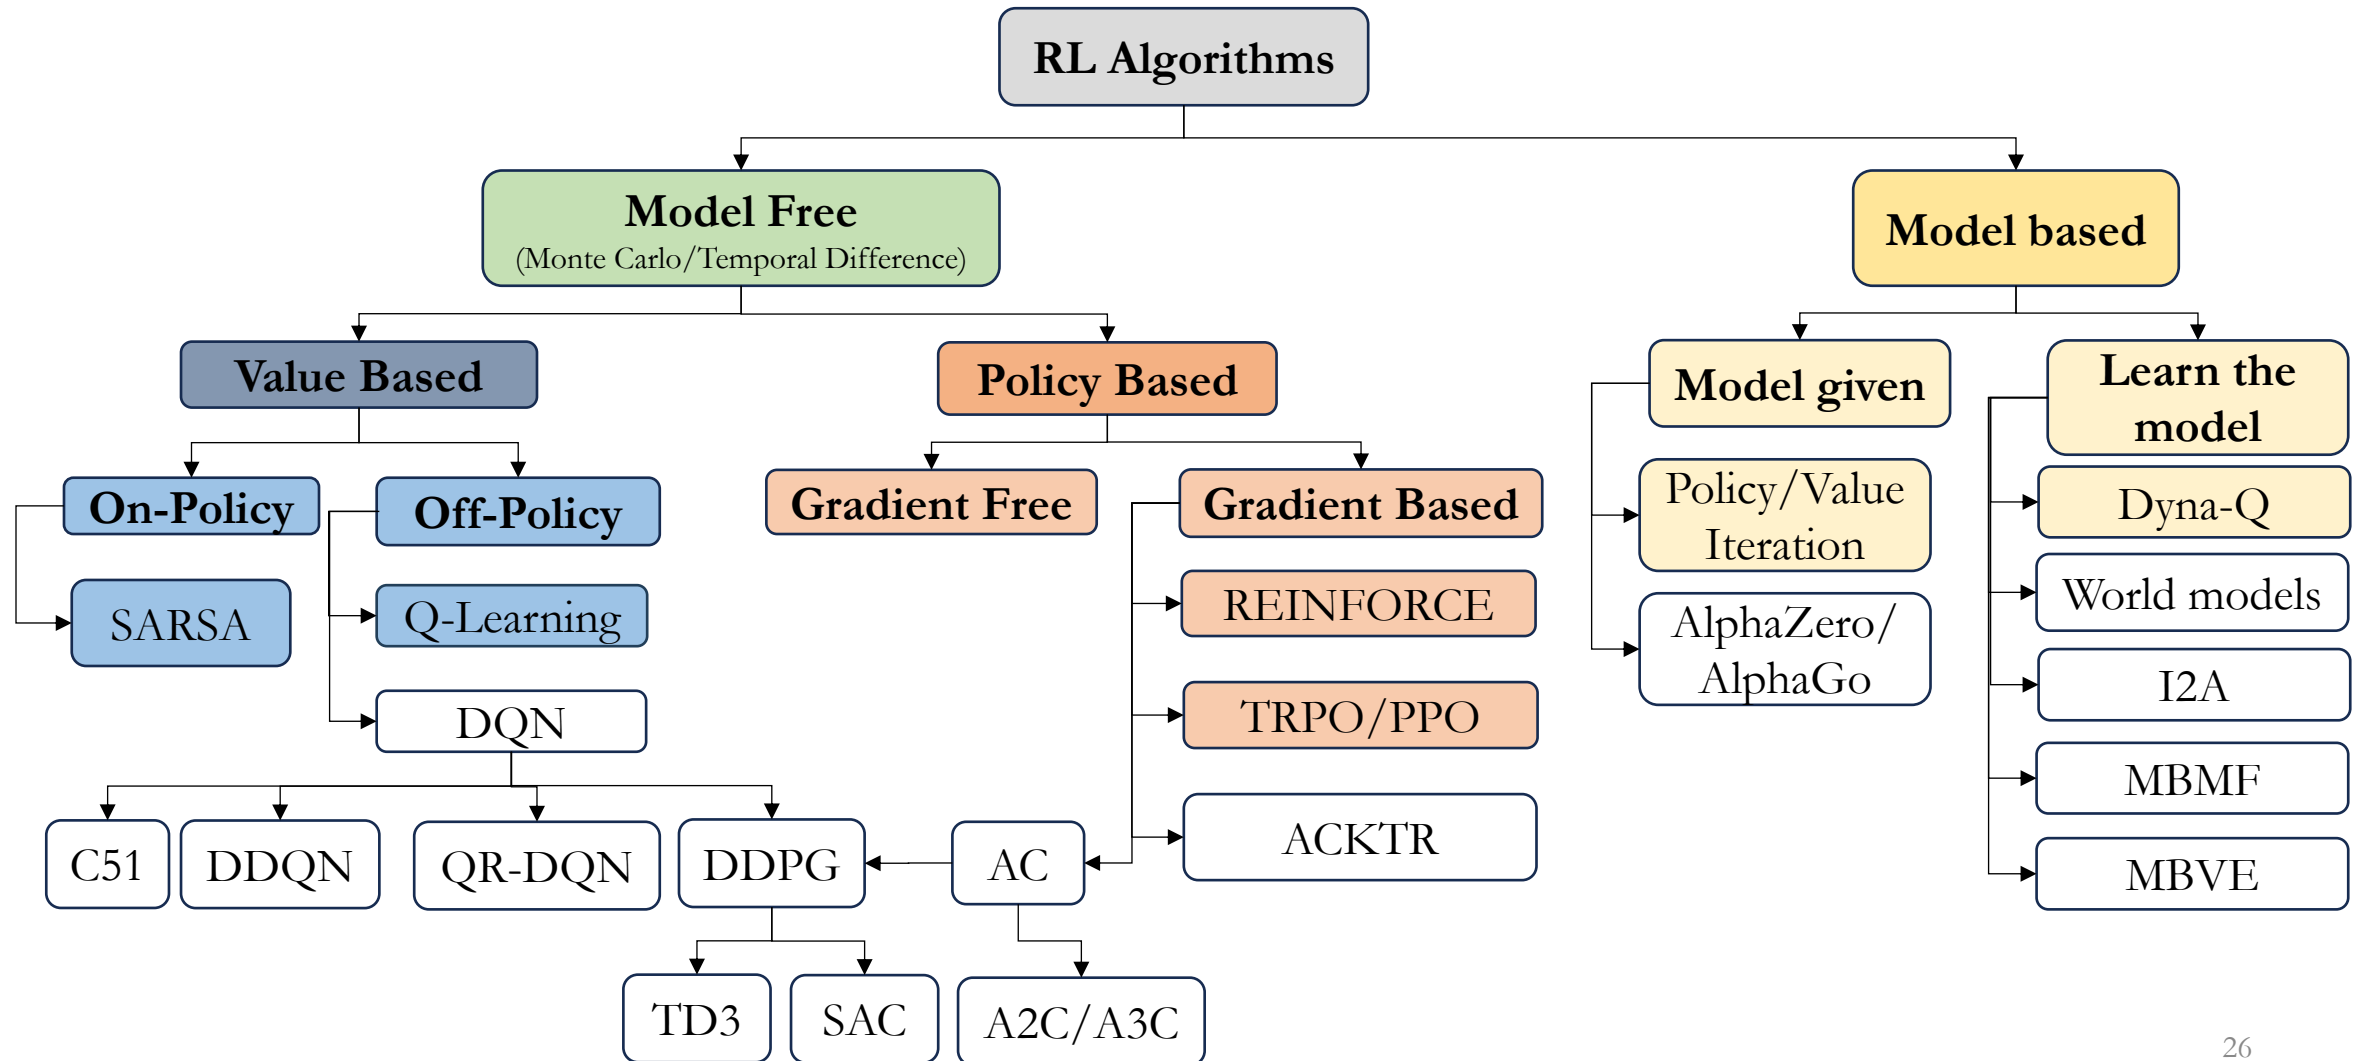 RL Algorithms
Model Free
(Monte Carlo/Temporal Difference)
Model based
Value Based
Policy Based
Model given
Learn the
model
On-Policy
Off-Policy
Gradient Free
Gradient Based
Policy/Value
Iteration
Dyna-Q
SARSA
Q-Learning
REINFORCE
AlphaZero/
AlphaGo
World models
DQN
TRPO/PPO
I2A
MBMF
C51
DDQN
QR-DQN
DDPG
AC
ACKTR
MBVE
TD3
SAC
A2C/A3C
26